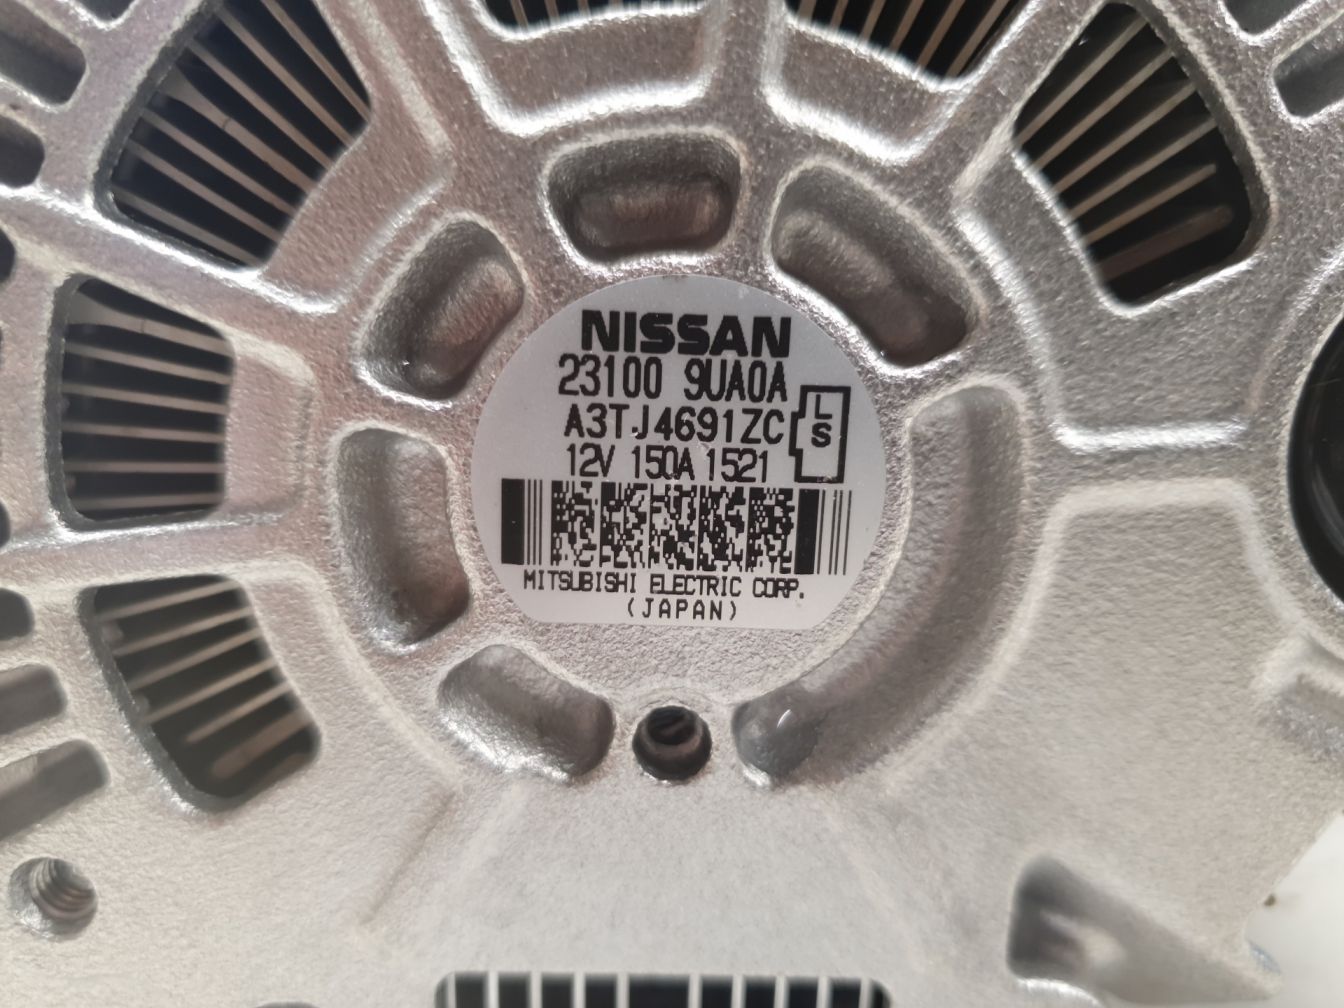 NISSAN
23100 9UA0A
A3TJ4691ZC
L
S
12V 150A 1521
MITSUBISHI ELECTRIC CORP.
(JAPAN)